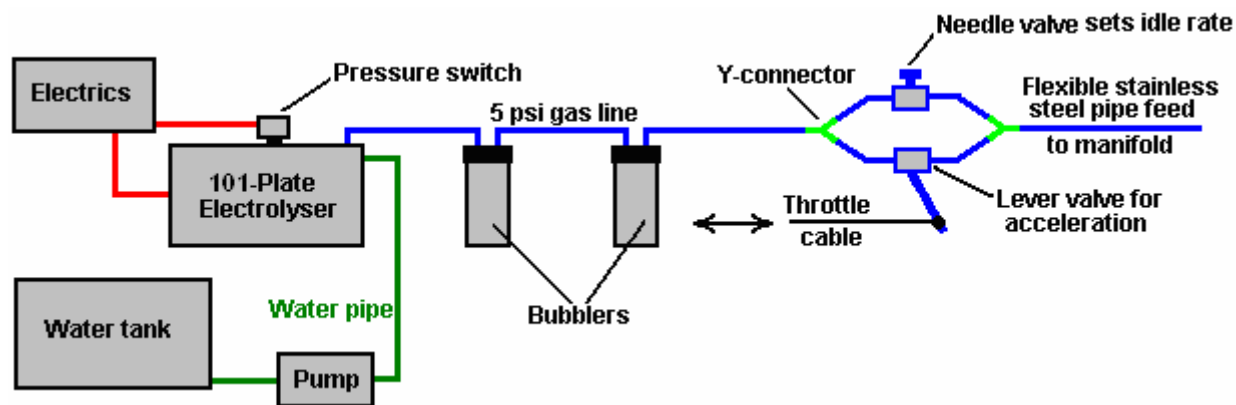 Needle valve sets idle rate
Electrics
Pressure switch
Y-connector
5 psi gas line
Flexible stainless
steel pipe feed
to manifold
101-Plate
Electrolyser
Throttle
cable
Lever valve for
acceleration
Water tank
Water pipe
Bubblers
Pump